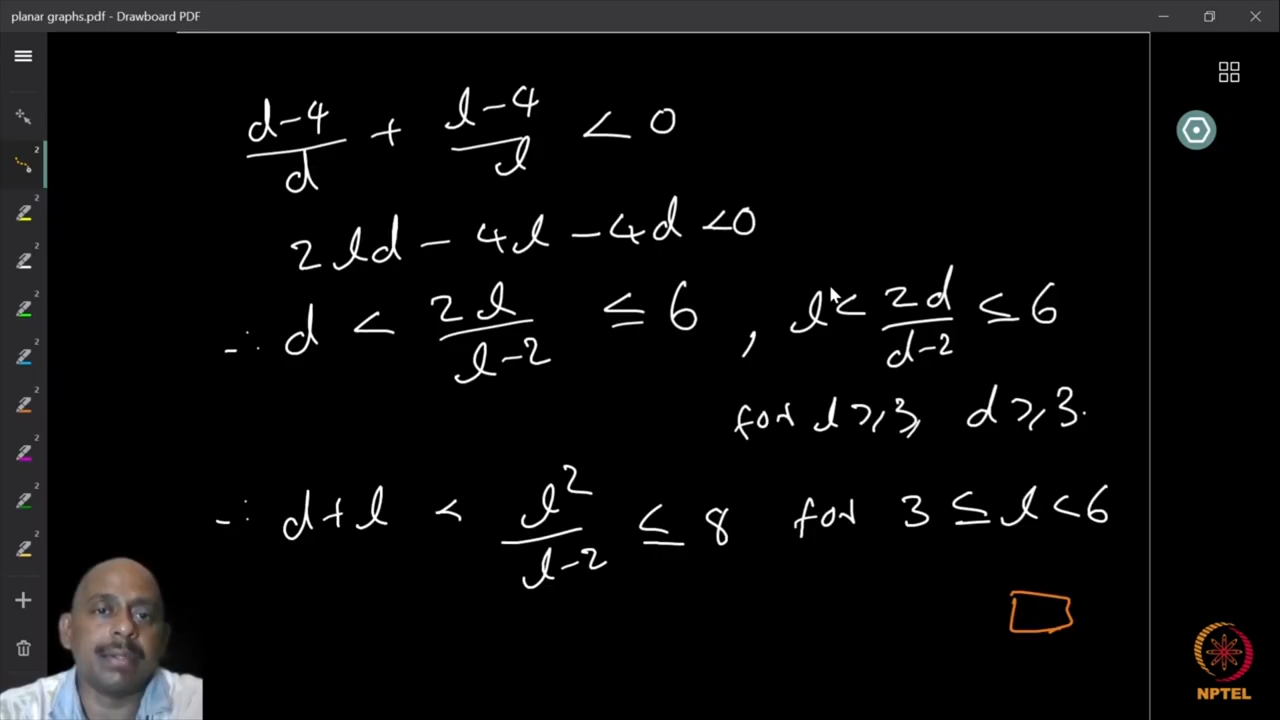 planar graphs.pdf - Drawboard PDF
d-4/d + l-4/l < 0
2ld - 4l - 4d < 0
∴ d < 2l/l-2 ≤ 6 , l < 2d/d-2 ≤ 6
for l ≥ 3, d ≥ 3.
∴ d+l < l²/l-2 ≤ 8 for 3 ≤ l < 6
NPTEL